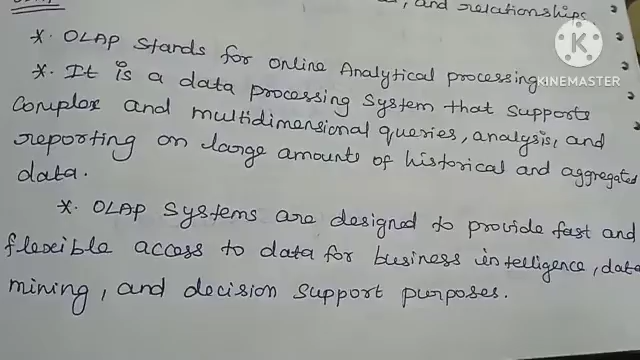 , and relationships
*. OLAP stands for online Analytical processing
*. It is a data processing system that supports
complex and multidimensional queries, analysis, and
reporting on large amounts of historical and aggregated
data.
*. OLAP systems are designed to provide fast and
flexible access to data for business intelligence, data
mining, and decision support purposes.
K
KINEMASTER